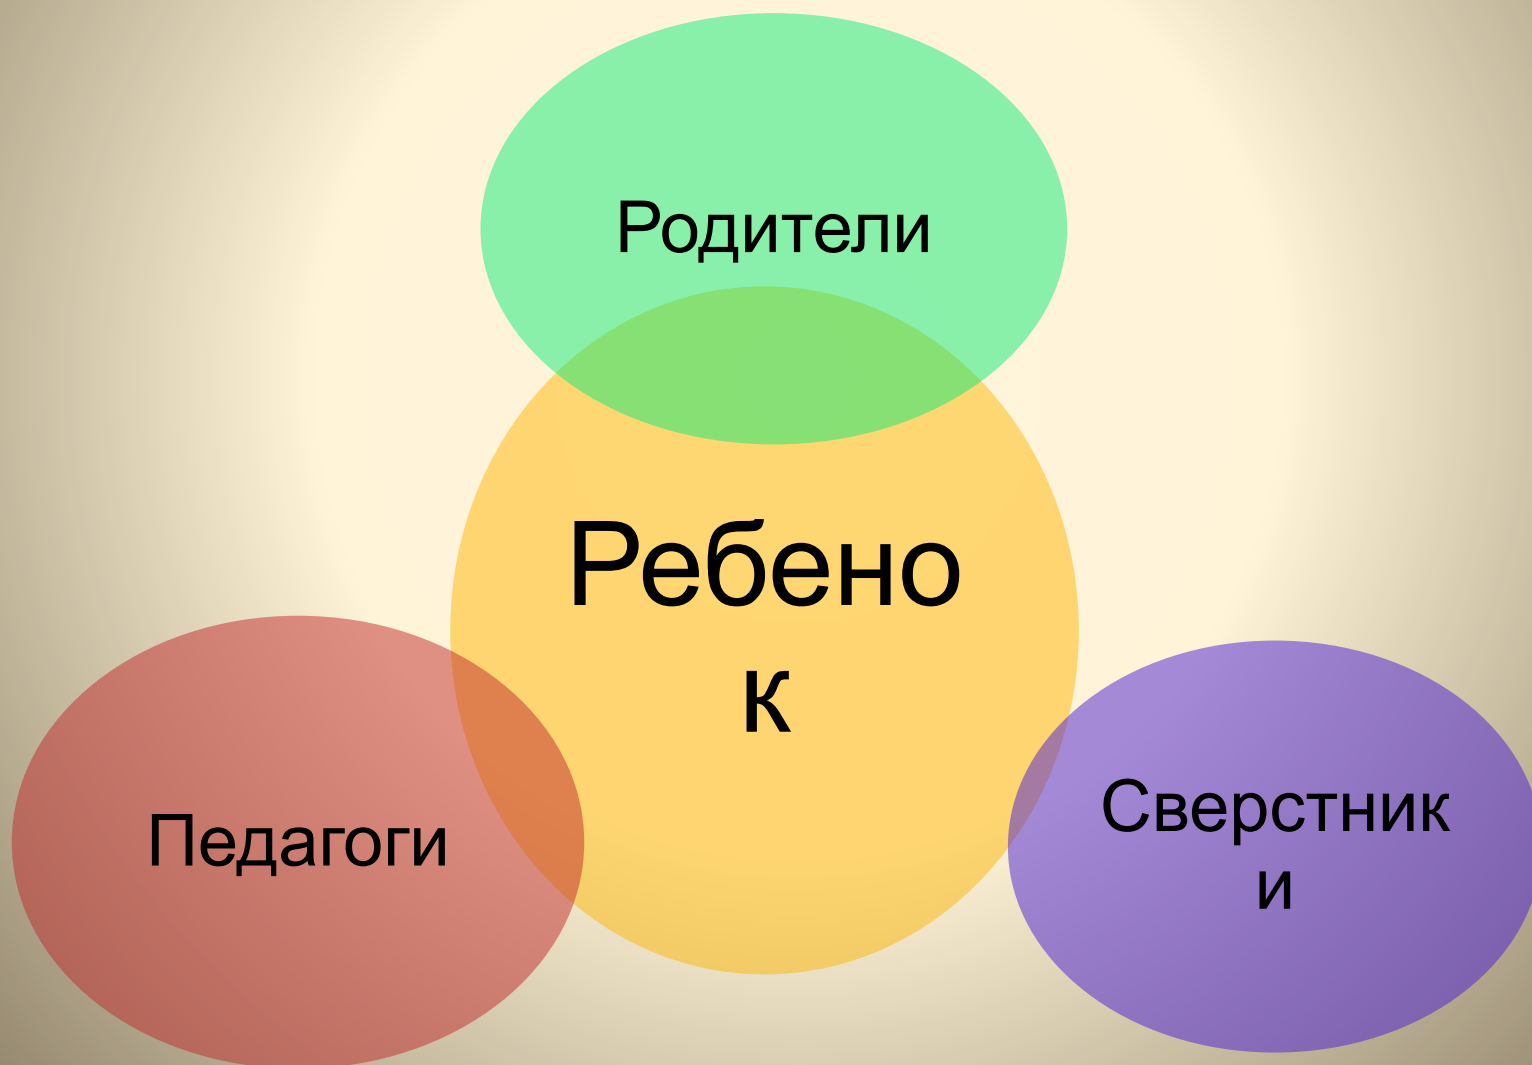 Родители
Ребено
к
Педагоги
Сверстник
и